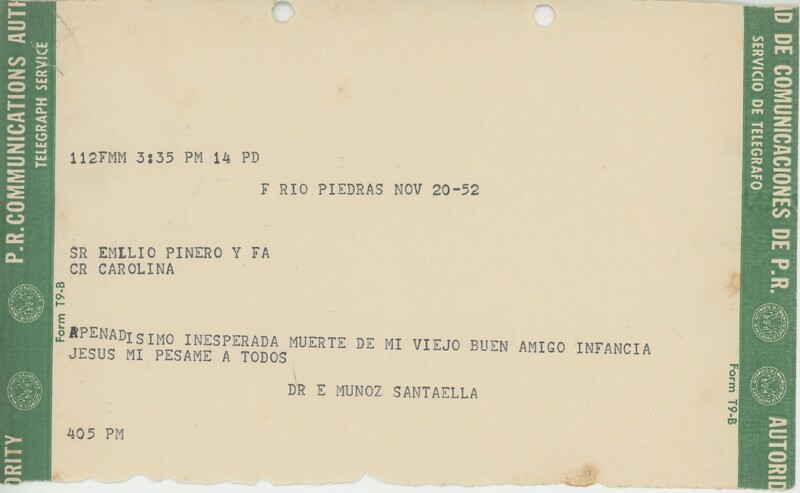 P.R. COMMUNICATIONS AUTH
TELEGRAPH SERVICE
Form T9-B
ORITY
112FMM 3:35 PM 14 PD
F RIO PIEDRAS NOV 20-52
SR EMILIO PINERO Y FA
CR CAROLINA
APENADISIMO INESPERADA MUERTE DE MI VIEJO BUEN AMIGO INFANCIA
JESUS MI PESAME A TODOS
DR E MUNOZ SANTAELLA
405 PM
AD DE COMUNICACIONES DE P.R.
SERVICIO DE TELEGRAFO
Form T9-B
AUTORID